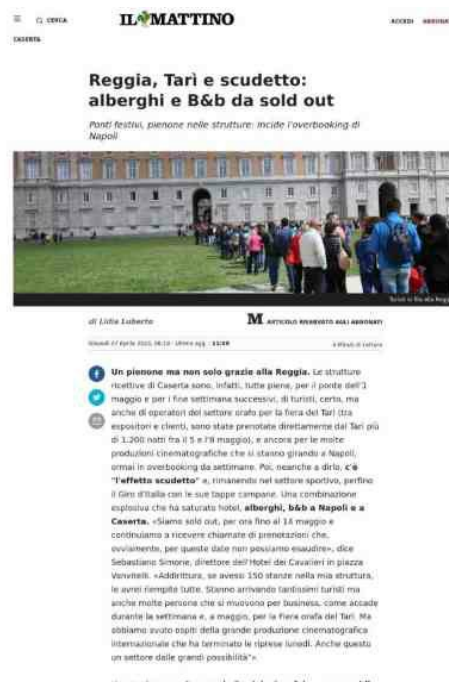 CERCA
IL MATTINO
ACCEDI
CASERTA
Reggia, Tarì e scudetto:
alberghi e B&b da sold out
Ponti festivi, pienone nelle strutture: incide l'overbooking di
Napoli
Turisti in fila alla
di Lidia Luberto
M ARTICOLO RISERVATO AGLI ABBONATI
Giovedì 27 Aprile 2023,
Un pienone ma non solo grazie alla Reggia. Le strutture
ricettive di Caserta sono, infatti, tutte piene, per il ponte dell'1
maggio e per i fine settimana successivi, di turisti, certo, ma
anche di operatori del settore orafo per la fiera del Tarì (tra
espositori e clienti, sono state prenotate direttamente dal Tarì più
di 1.200 notti fra il 5 e l'8 maggio), e ancora per le molte
produzioni cinematografiche che si stanno girando a Napoli,
ormai in overbooking da settimane. Poi, neanche a dirlo, c'è
"l'effetto scudetto" e, rimanendo nel settore sportivo, perfino
il Giro d'Italia con le sue tappe campane. Una combinazione
esplosiva che ha saturato hotel, alberghi, b&b a Napoli e a
Caserta. «Siamo sold out, per ora fino al 14 maggio e
continuiamo a ricevere chiamate di prenotazioni che,
ovviamente, per queste date non possiamo esaudire», dice
Sebastiano Simone, direttore dell'Hotel dei Cavalieri in piazza
Vanvitelli. «Addirittura, se avessi 150 stanze nella mia struttura,
le avrei riempite tutte. Stanno arrivando tantissimi turisti ma
anche molte persone che si muovono per business, come accade
durante la settimana e, a maggio, per la fiera orafa del Tarì. Ma
abbiamo avuto ospiti della grande produzione cinematografica
internazionale che ha terminato le riprese lunedì. Anche questo
un settore dalle grandi possibilità"».